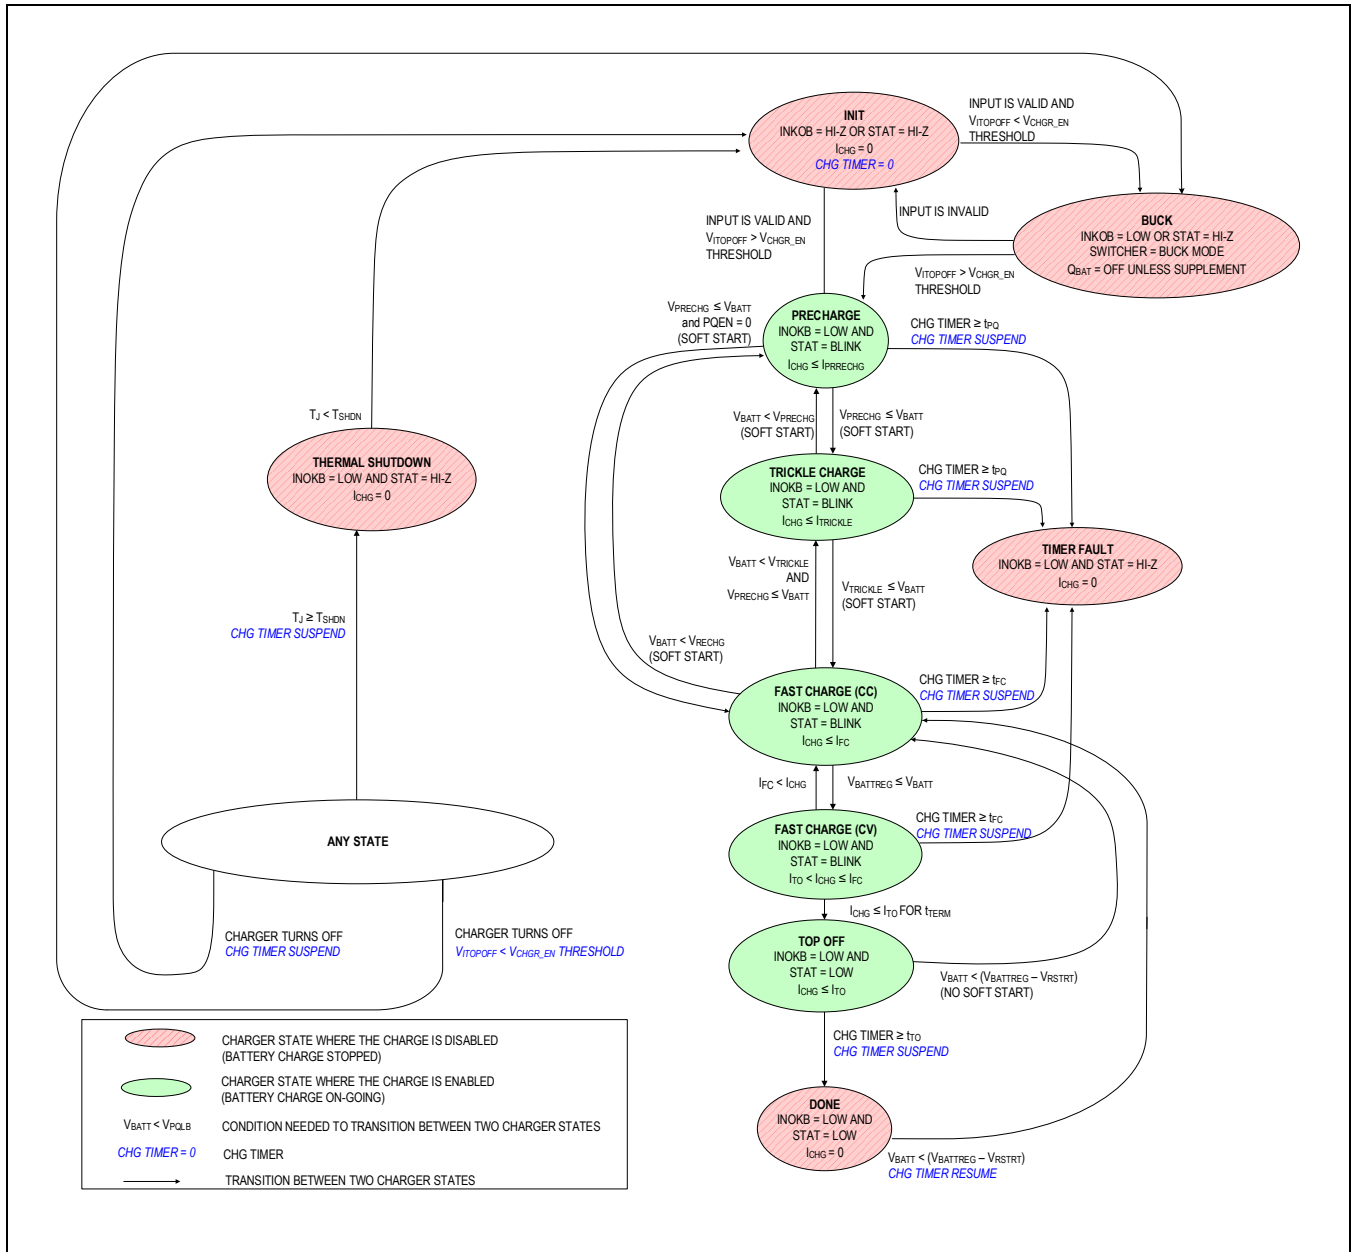 INIT
INKOB = HI-Z OR STAT = HI-Z
ICHG = 0
CHG TIMER = 0
INPUT IS VALID AND
VITOPOFF < VCHGR_EN
THRESHOLD
BUCK
INKOB = LOW OR STAT = HI-Z
SWITCHER = BUCK MODE
QBAT = OFF UNLESS SUPPLEMENT
INPUT IS INVALID
INPUT IS VALID AND
VITOPOFF > VCHGR_EN
THRESHOLD
VITOPOFF > VCHGR_EN
THRESHOLD
VPRECHG ≤ VBATT
and PQEN = 0
(SOFT START)
PRECHARGE
INOKB = LOW AND
STAT = BLINK
ICHG ≤ IPRRECHG
CHG TIMER ≥ tPQ
CHG TIMER SUSPEND
TJ < TSHDN
VBATT < VPRECHG
(SOFT START)
VPRECHG ≤ VBATT
(SOFT START)
THERMAL SHUTDOWN
INOKB = LOW AND STAT = HI-Z
ICHG = 0
TRICKLE CHARGE
INOKB = LOW AND
STAT = BLINK
ICHG ≤ ITRICKLE
CHG TIMER ≥ tPQ
CHG TIMER SUSPEND
TIMER FAULT
INOKB = LOW AND STAT = HI-Z
ICHG = 0
VBATT < VTRICKLE
AND
VPRECHG ≤ VBATT
VTRICKLE ≤ VBATT
(SOFT START)
TJ ≥ TSHDN
CHG TIMER SUSPEND
VBATT < VRECHG
(SOFT START)
FAST CHARGE (CC)
INOKB = LOW AND
STAT = BLINK
ICHG ≤ IFC
CHG TIMER ≥ tFC
CHG TIMER SUSPEND
IFC < ICHG
VBATTREG ≤ VBATT
FAST CHARGE (CV)
INOKB = LOW AND
STAT = BLINK
ITO < ICHG ≤ IFC
CHG TIMER ≥ tFC
CHG TIMER SUSPEND
ANY STATE
ICHG ≤ ITO FOR tTERM
CHARGER TURNS OFF
CHG TIMER SUSPEND
CHARGER TURNS OFF
VITOPOFF < VCHGR_EN THRESHOLD
TOP OFF
INOKB = LOW AND
STAT = LOW
ICHG ≤ ITO
VBATT < (VBATTREG – VRSTRT)
(NO SOFT START)
CHG TIMER ≥ tTO
CHG TIMER SUSPEND
DONE
INOKB = LOW AND
STAT = LOW
ICHG = 0
VBATT < (VBATTREG – VRSTRT)
CHG TIMER RESUME
CHARGER STATE WHERE THE CHARGE IS DISABLED
(BATTERY CHARGE STOPPED)
CHARGER STATE WHERE THE CHARGE IS ENABLED
(BATTERY CHARGE ON-GOING)
VBATT < VPQLB
CONDITION NEEDED TO TRANSITION BETWEEN TWO CHARGER STATES
CHG TIMER = 0
CHG TIMER
TRANSITION BETWEEN TWO CHARGER STATES